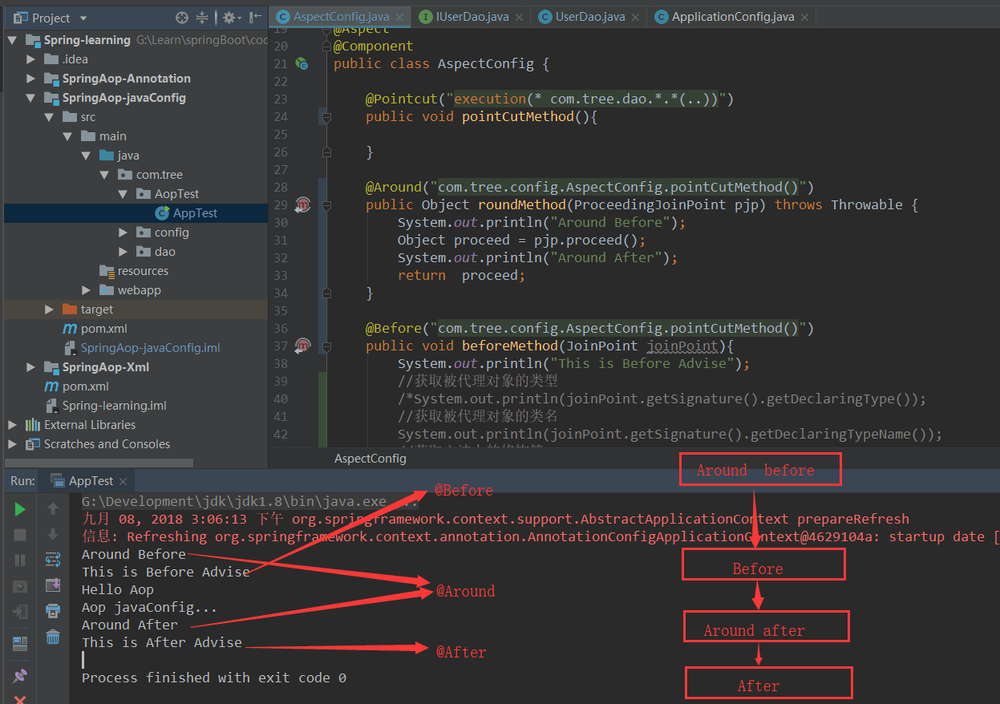 Project
AspectConfig.java
IUserDao.java
UserDao.java
ApplicationConfig.java
Spring-learning G:\Learn\springBoot\coc
.idea
SpringAop-Annotation
SpringAop-javaConfig
src
main
java
com.tree
AopTest
AppTest
config
dao
resources
webapp
target
pom.xml
SpringAop-javaConfig.iml
SpringAop-Xml
pom.xml
Spring-learning.iml
External Libraries
Scratches and Consoles
19 @Aspect
20 @Component
21 public class AspectConfig {
22
23 @Pointcut("execution(* com.tree.dao.*.*(..))")
24 public void pointCutMethod(){
25
26 }
27
28 @Around("com.tree.config.AspectConfig.pointCutMethod()")
29 public Object roundMethod(ProceedingJoinPoint pjp) throws Throwable {
30 System.out.println("Around Before");
31 Object proceed = pjp.proceed();
32 System.out.println("Around After");
33 return  proceed;
34 }
35
36 @Before("com.tree.config.AspectConfig.pointCutMethod()")
37 public void beforeMethod(JoinPoint joinPoint){
38 System.out.println("This is Before Advise");
39 //获取被代理对象的类型
40 /*System.out.println(joinPoint.getSignature().getDeclaringType());
41 //获取被代理对象的类名
42 System.out.println(joinPoint.getSignature().getDeclaringTypeName());
AspectConfig
Run: AppTest
G:\Development\jdk\jdk1.8\bin\java.exe ...
九月 08, 2018 3:06:13 下午 org.springframework.context.support.AbstractApplicationContext prepareRefresh
信息: Refreshing org.springframework.context.annotation.AnnotationConfigApplicationContext@4629104a: startup date [
Around Before
This is Before Advise
Hello Aop
Aop javaConfig...
Around After
This is After Advise
Process finished with exit code 0
@Before
@Around
@After
Around  before
Before
Around after
After